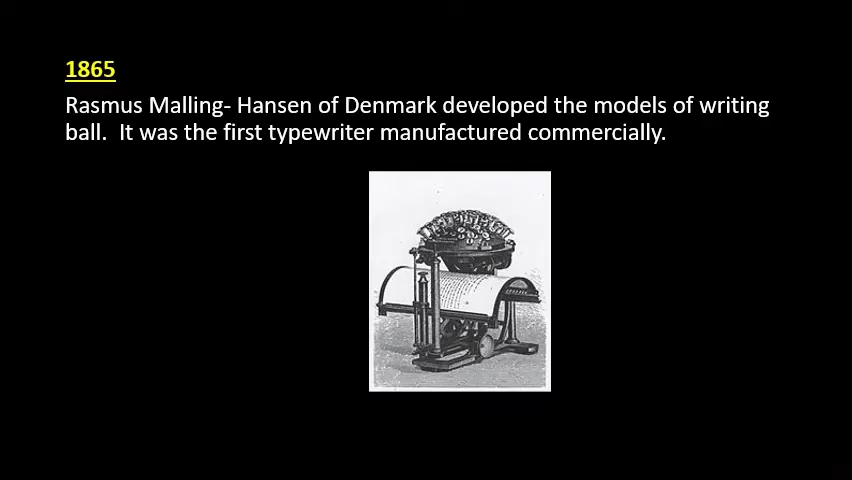 1865
Rasmus Malling- Hansen of Denmark developed the models of writing
ball.  It was the first typewriter manufactured commercially.